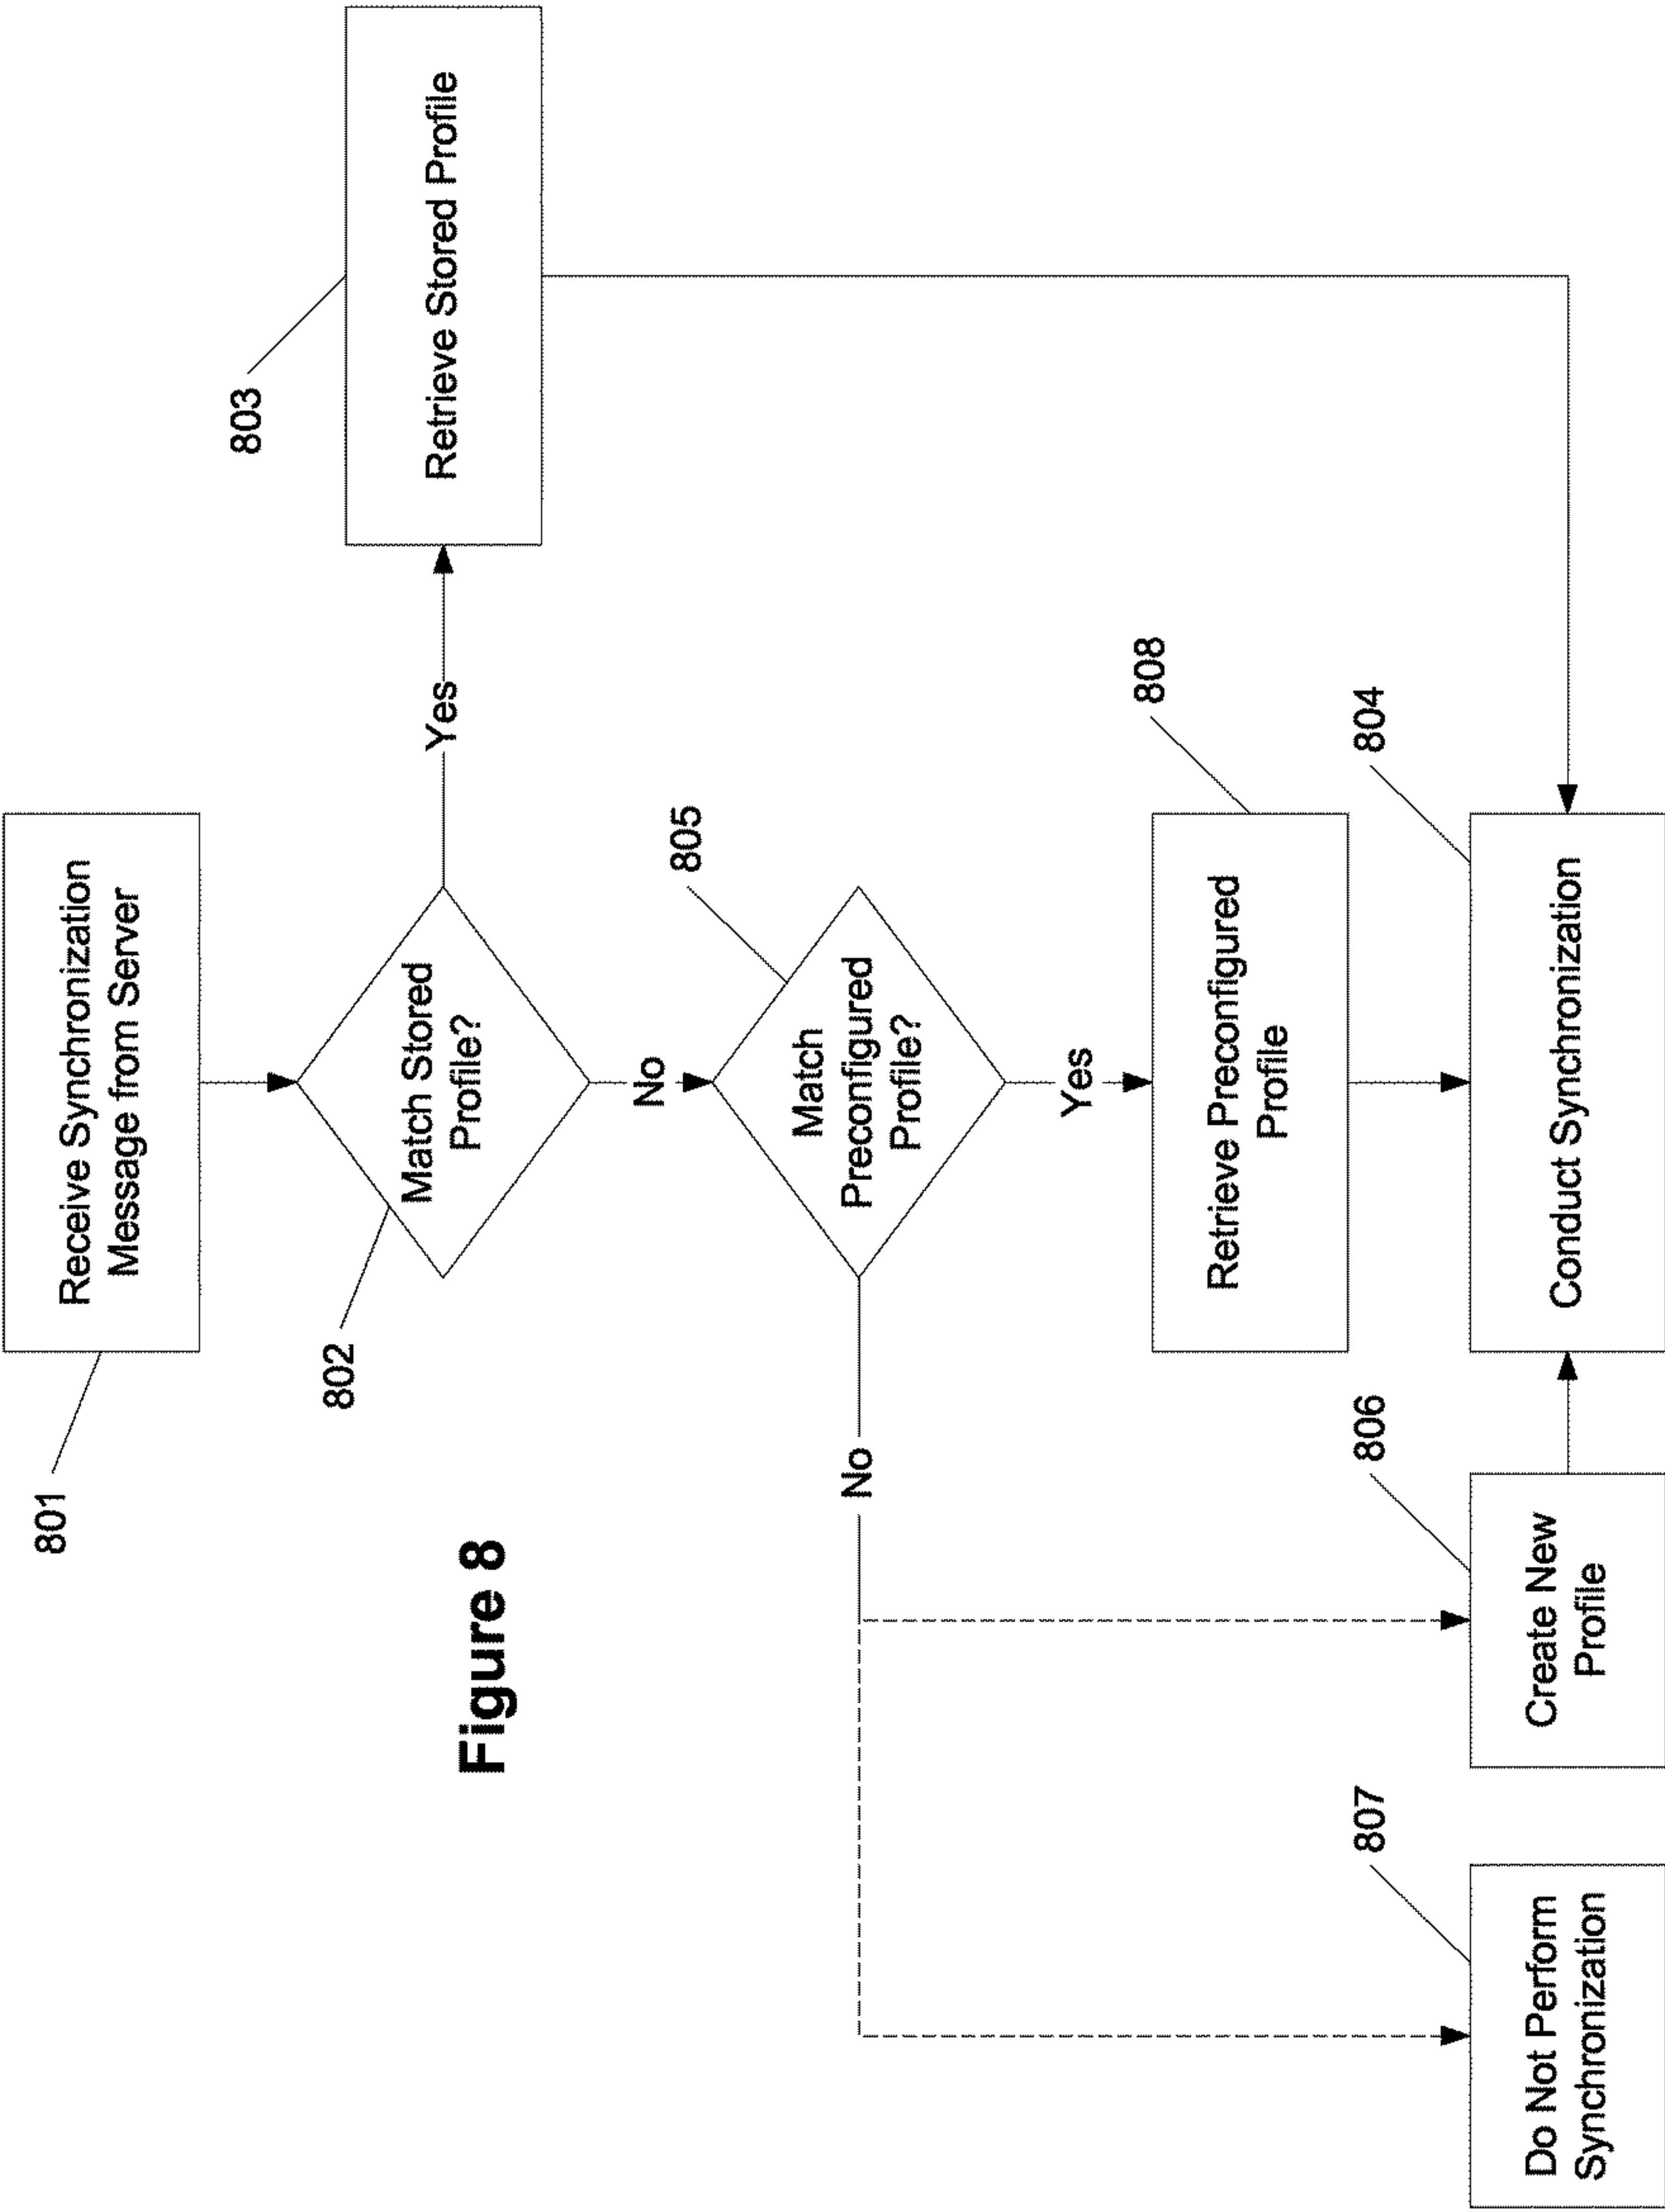 801
Receive Synchronization
Message from Server
802
Match Stored
Profile?
Yes
803
Retrieve Stored Profile
No
805
Match
Preconfigured
Profile?
No
Yes
808
Retrieve Preconfigured
Profile
807
Do Not Perform
Synchronization
806
Create New
Profile
804
Conduct Synchronization
Figure 8